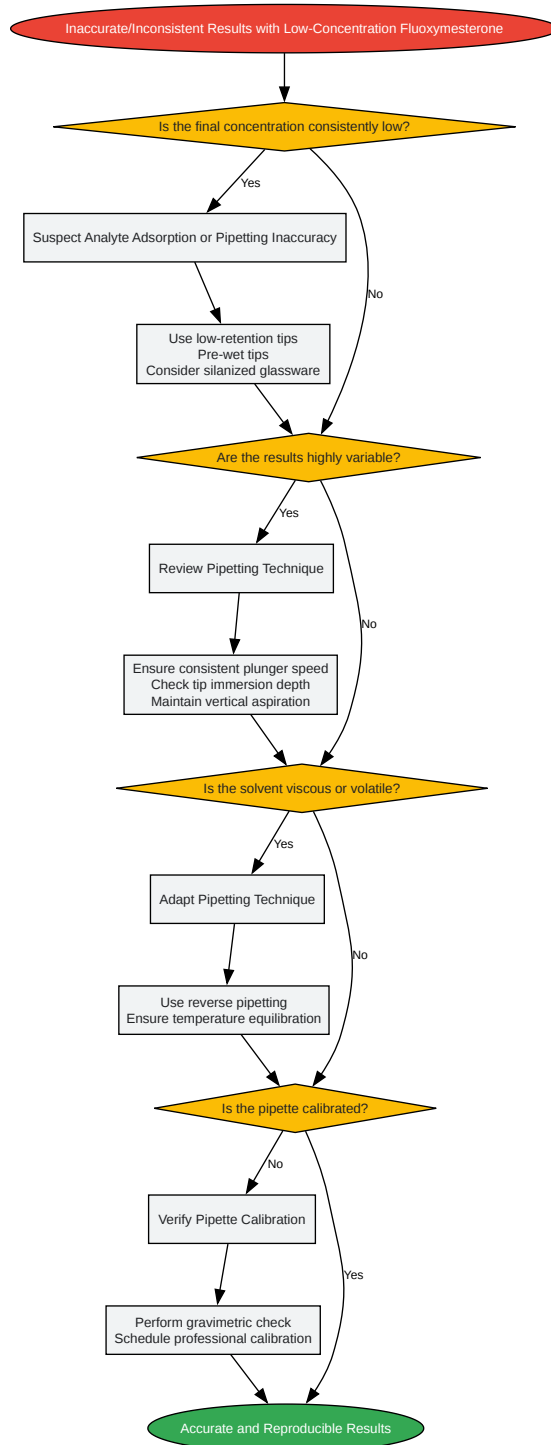 Inaccurate/Inconsistent Results with Low-Concentration Fluoxymesterone
Is the final concentration consistently low?
Yes
Suspect Analyte Adsorption or Pipetting Inaccuracy
No
Use low-retention tips
Pre-wet tips
Consider silanized glassware
Are the results highly variable?
Yes
Review Pipetting Technique
No
Ensure consistent plunger speed
Check tip immersion depth
Maintain vertical aspiration
Is the solvent viscous or volatile?
Yes
Adapt Pipetting Technique
No
Use reverse pipetting
Ensure temperature equilibration
Is the pipette calibrated?
No
Verify Pipette Calibration
Yes
Perform gravimetric check
Schedule professional calibration
Accurate and Reproducible Results